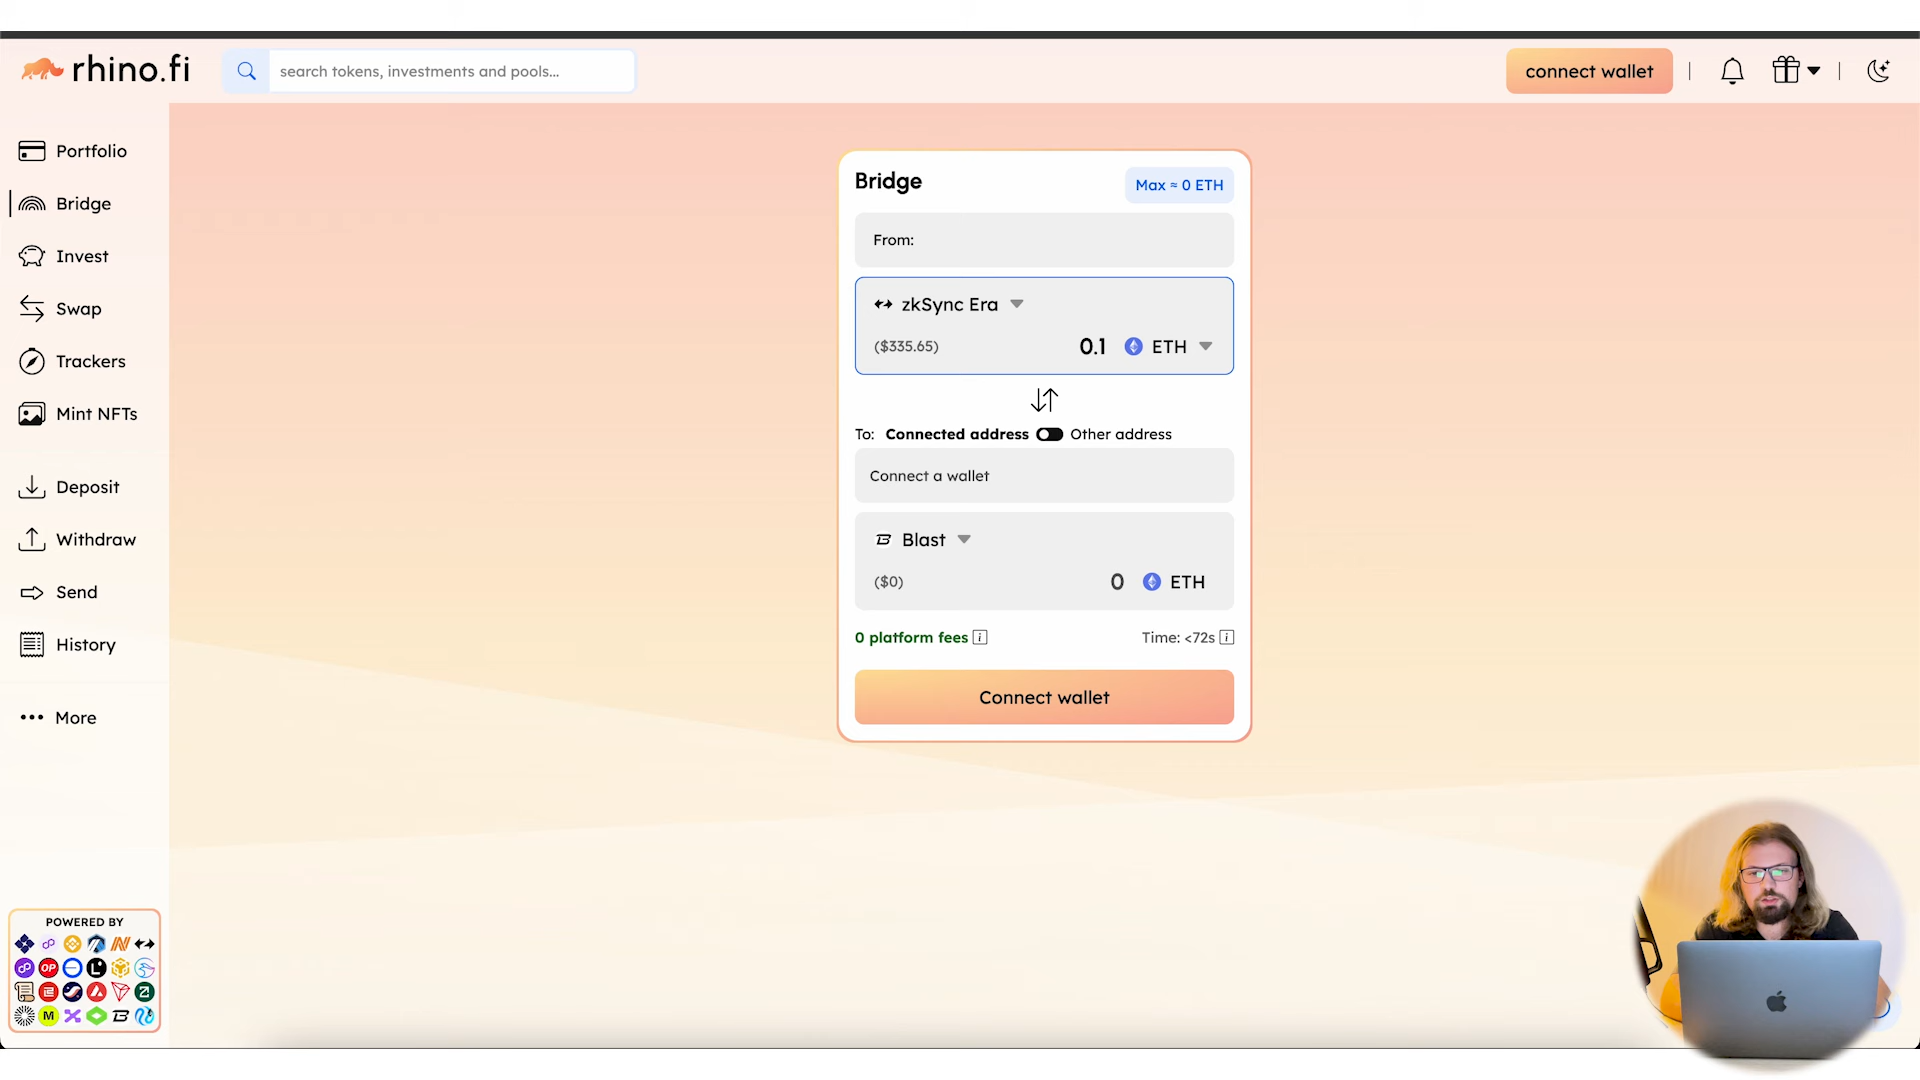 rhino.fi
search tokens, investments and pools...
connect wallet
Portfolio
Bridge
Invest
Swap
Trackers
Mint NFTs
Deposit
Withdraw
Send
History
More
POWERED BY
Bridge
Max ≈ 0 ETH
From:
zkSync Era
($335.65)
0.1
ETH
To: Connected address Other address
Connect a wallet
Blast
($0)
0
ETH
0 platform fees
Time: <72s
Connect wallet